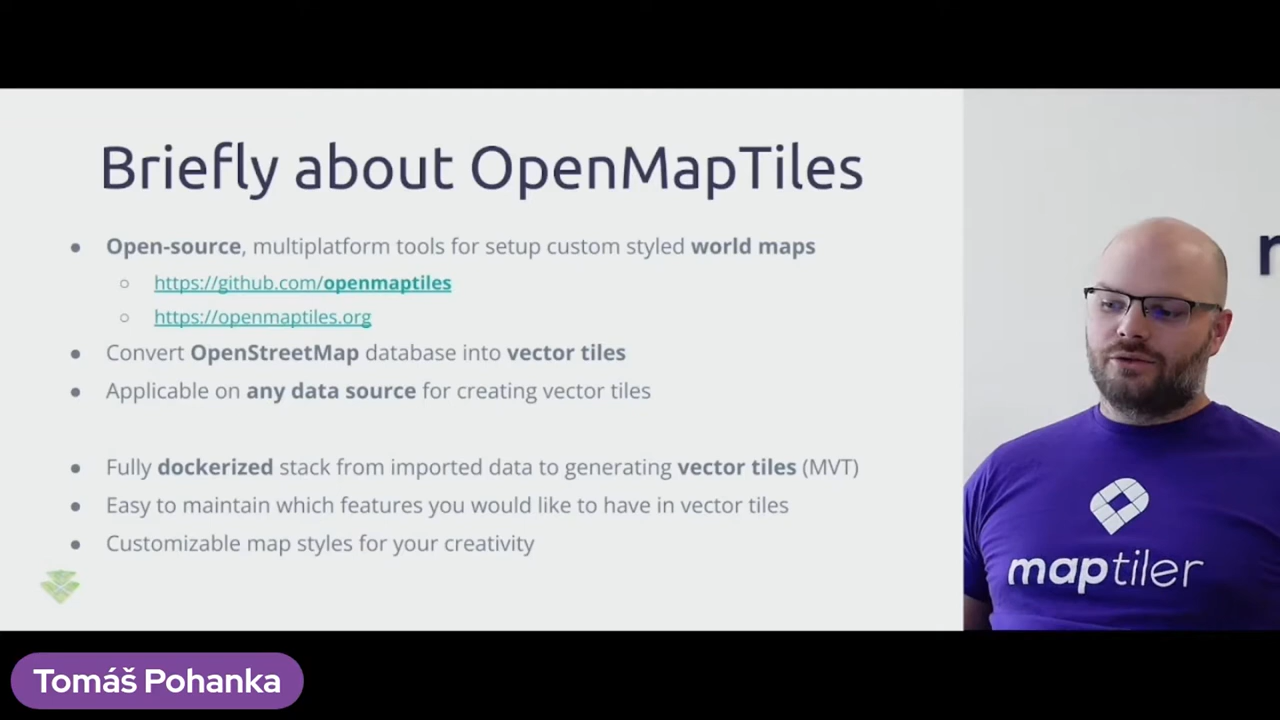 Briefly about OpenMapTiles
● Open-source, multiplatform tools for setup custom styled world maps
○ https://github.com/openmaptiles
○ https://openmaptiles.org
● Convert OpenStreetMap database into vector tiles
● Applicable on any data source for creating vector tiles
● Fully dockerized stack from imported data to generating vector tiles (MVT)
● Easy to maintain which features you would like to have in vector tiles
● Customizable map styles for your creativity
maptiler
Tomáš Pohanka